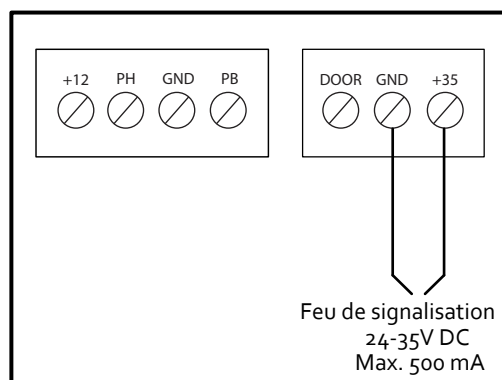 +12 PH GND PB DOOR GND +35
Feu de signalisation
24-35V DC
Max. 500 mA